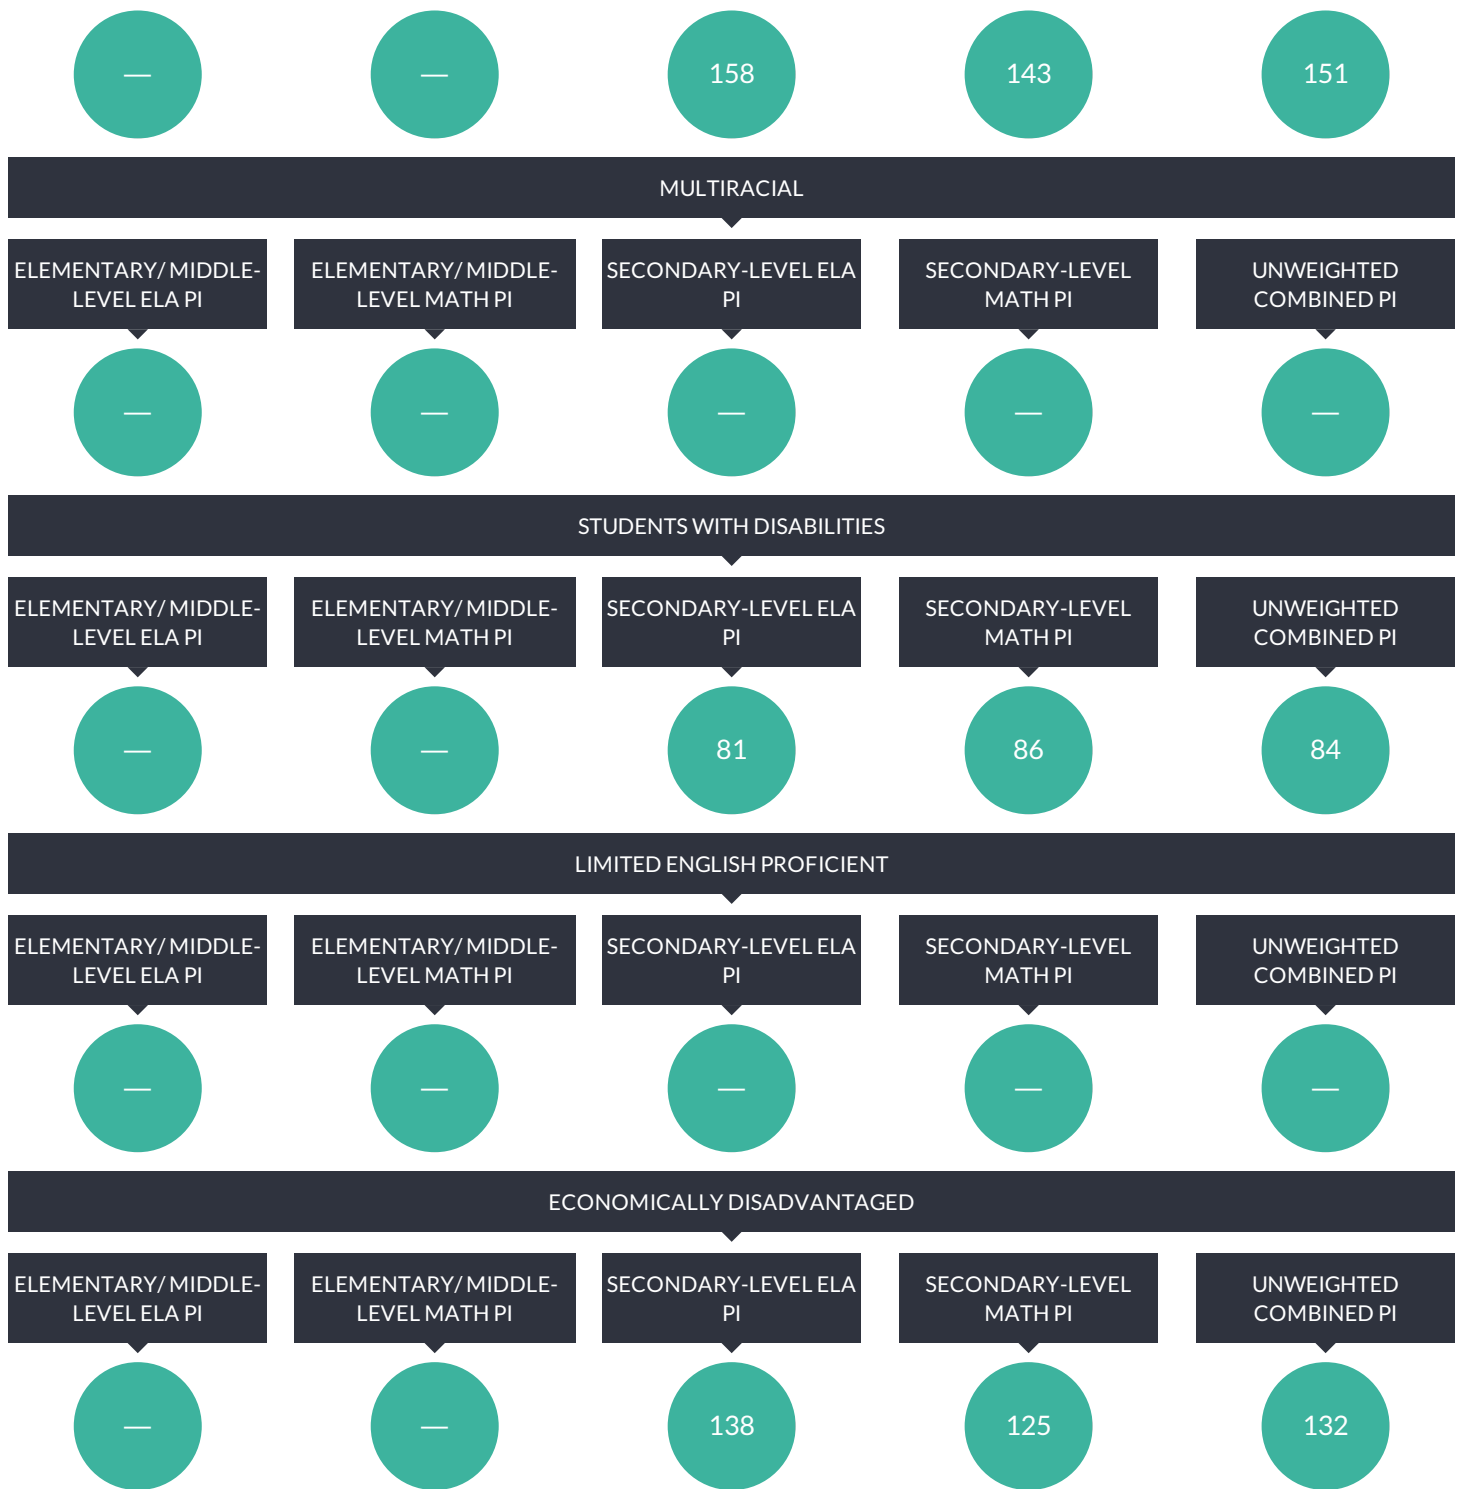 — — 158 143 151
MULTIRACIAL
ELEMENTARY/ MIDDLE-
LEVEL ELA PI
ELEMENTARY/ MIDDLE-
LEVEL MATH PI
SECONDARY-LEVEL ELA
PI
SECONDARY-LEVEL
MATH PI
UNWEIGHTED
COMBINED PI
— — — — —
STUDENTS WITH DISABILITIES
ELEMENTARY/ MIDDLE-
LEVEL ELA PI
ELEMENTARY/ MIDDLE-
LEVEL MATH PI
SECONDARY-LEVEL ELA
PI
SECONDARY-LEVEL
MATH PI
UNWEIGHTED
COMBINED PI
— — 81 86 84
LIMITED ENGLISH PROFICIENT
ELEMENTARY/ MIDDLE-
LEVEL ELA PI
ELEMENTARY/ MIDDLE-
LEVEL MATH PI
SECONDARY-LEVEL ELA
PI
SECONDARY-LEVEL
MATH PI
UNWEIGHTED
COMBINED PI
— — — — —
ECONOMICALLY DISADVANTAGED
ELEMENTARY/ MIDDLE-
LEVEL ELA PI
ELEMENTARY/ MIDDLE-
LEVEL MATH PI
SECONDARY-LEVEL ELA
PI
SECONDARY-LEVEL
MATH PI
UNWEIGHTED
COMBINED PI
— — 138 125 132